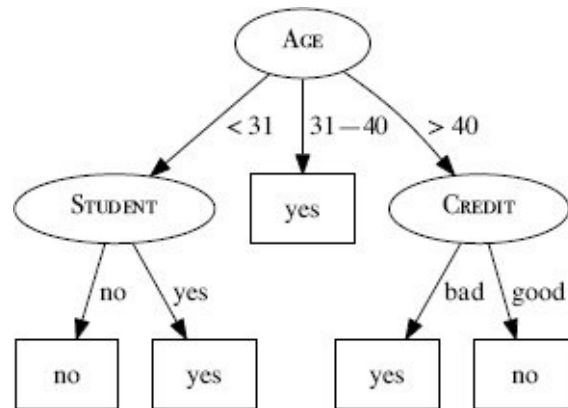 AGE
< 31
31—40
> 40
STUDENT
yes
CREDIT
no
yes
bad
good
no
yes
yes
no